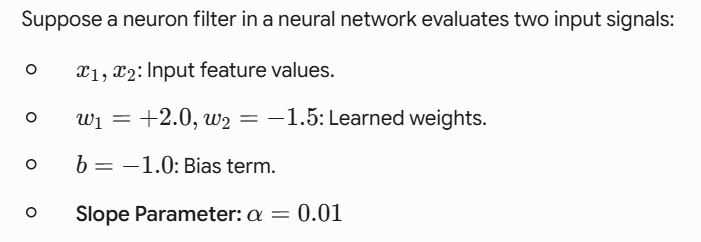 Suppose a neuron filter in a neural network evaluates two input signals:
○ x₁, x₂: Input feature values.
○ w₁ = +2.0, w₂ = −1.5: Learned weights.
○ b = −1.0: Bias term.
○ Slope Parameter: α = 0.01